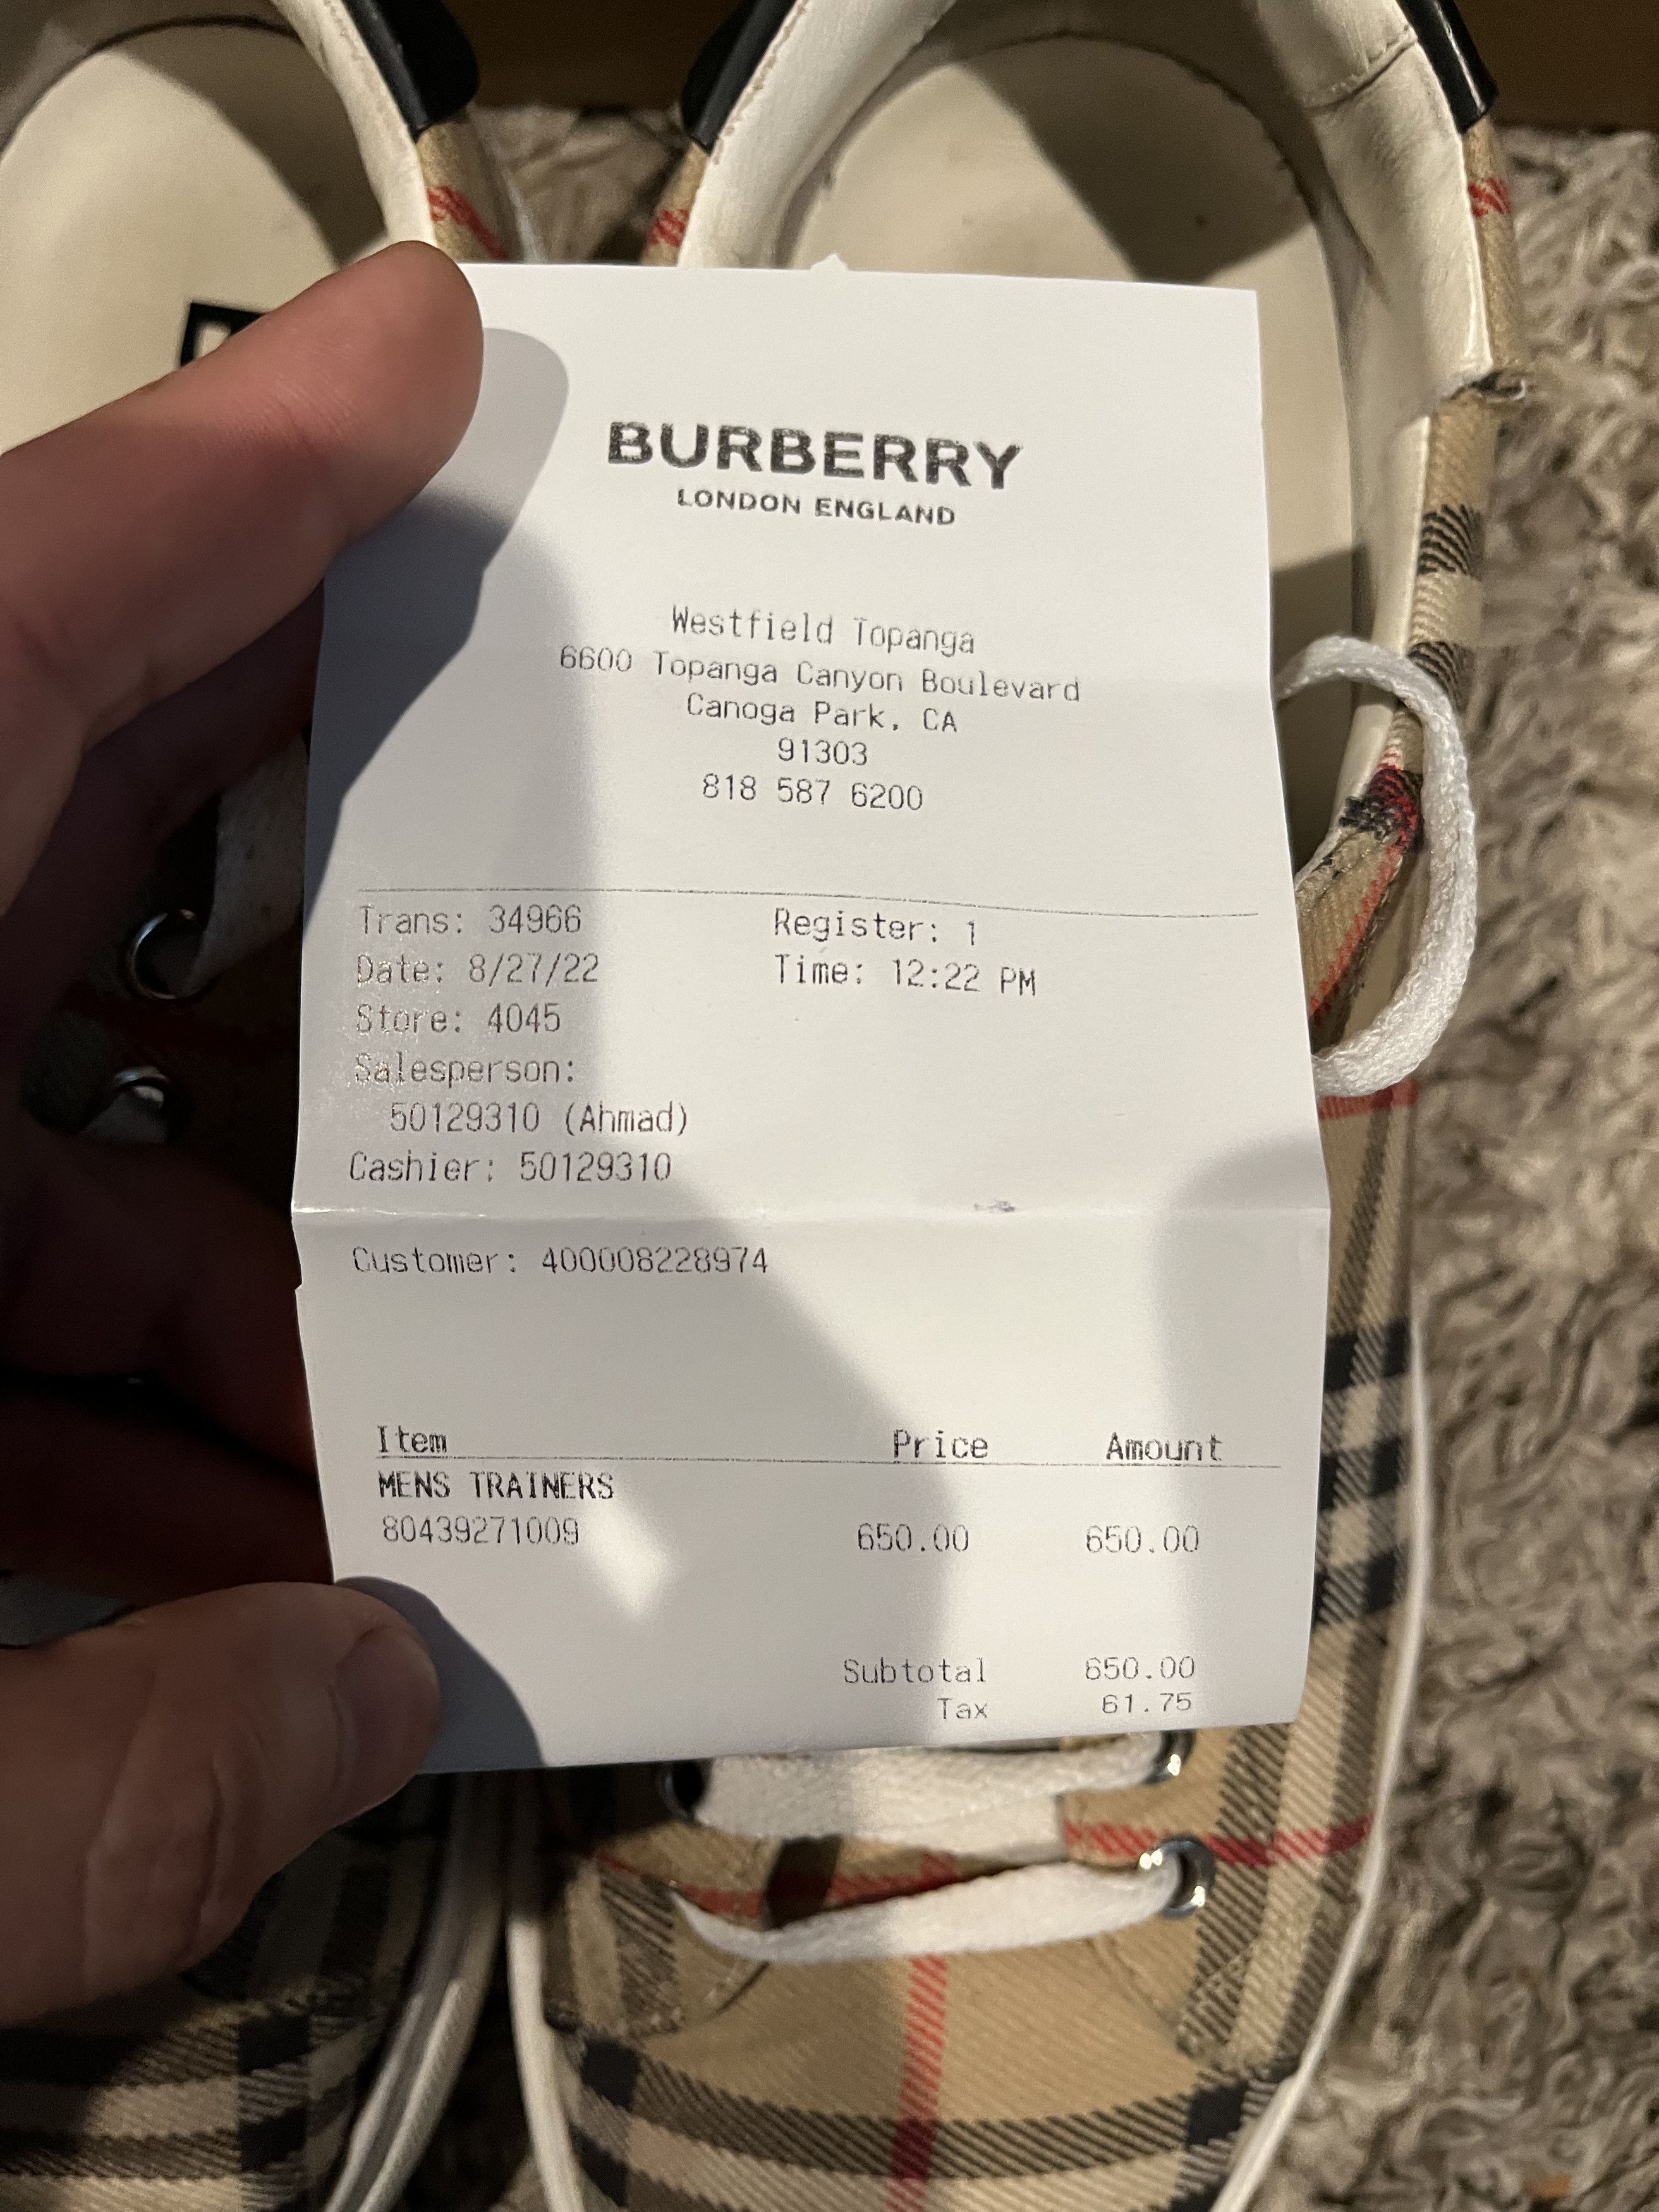 BURBERRY
LONDON ENGLAND
Westfield Topanga
6600 Topanga Canyon Boulevard
Canoga Park, CA
91303
818 587 6200
Trans: 34966 Register: 1
Date: 8/27/22 Time: 12:22 PM
Store: 4045
Salesperson:
50129310 (Ahmad)
Cashier: 50129310
Customer: 400008228974
Item Price Amount
MENS TRAINERS
80439271009 650.00 650.00
Subtotal 650.00
Tax 61.75